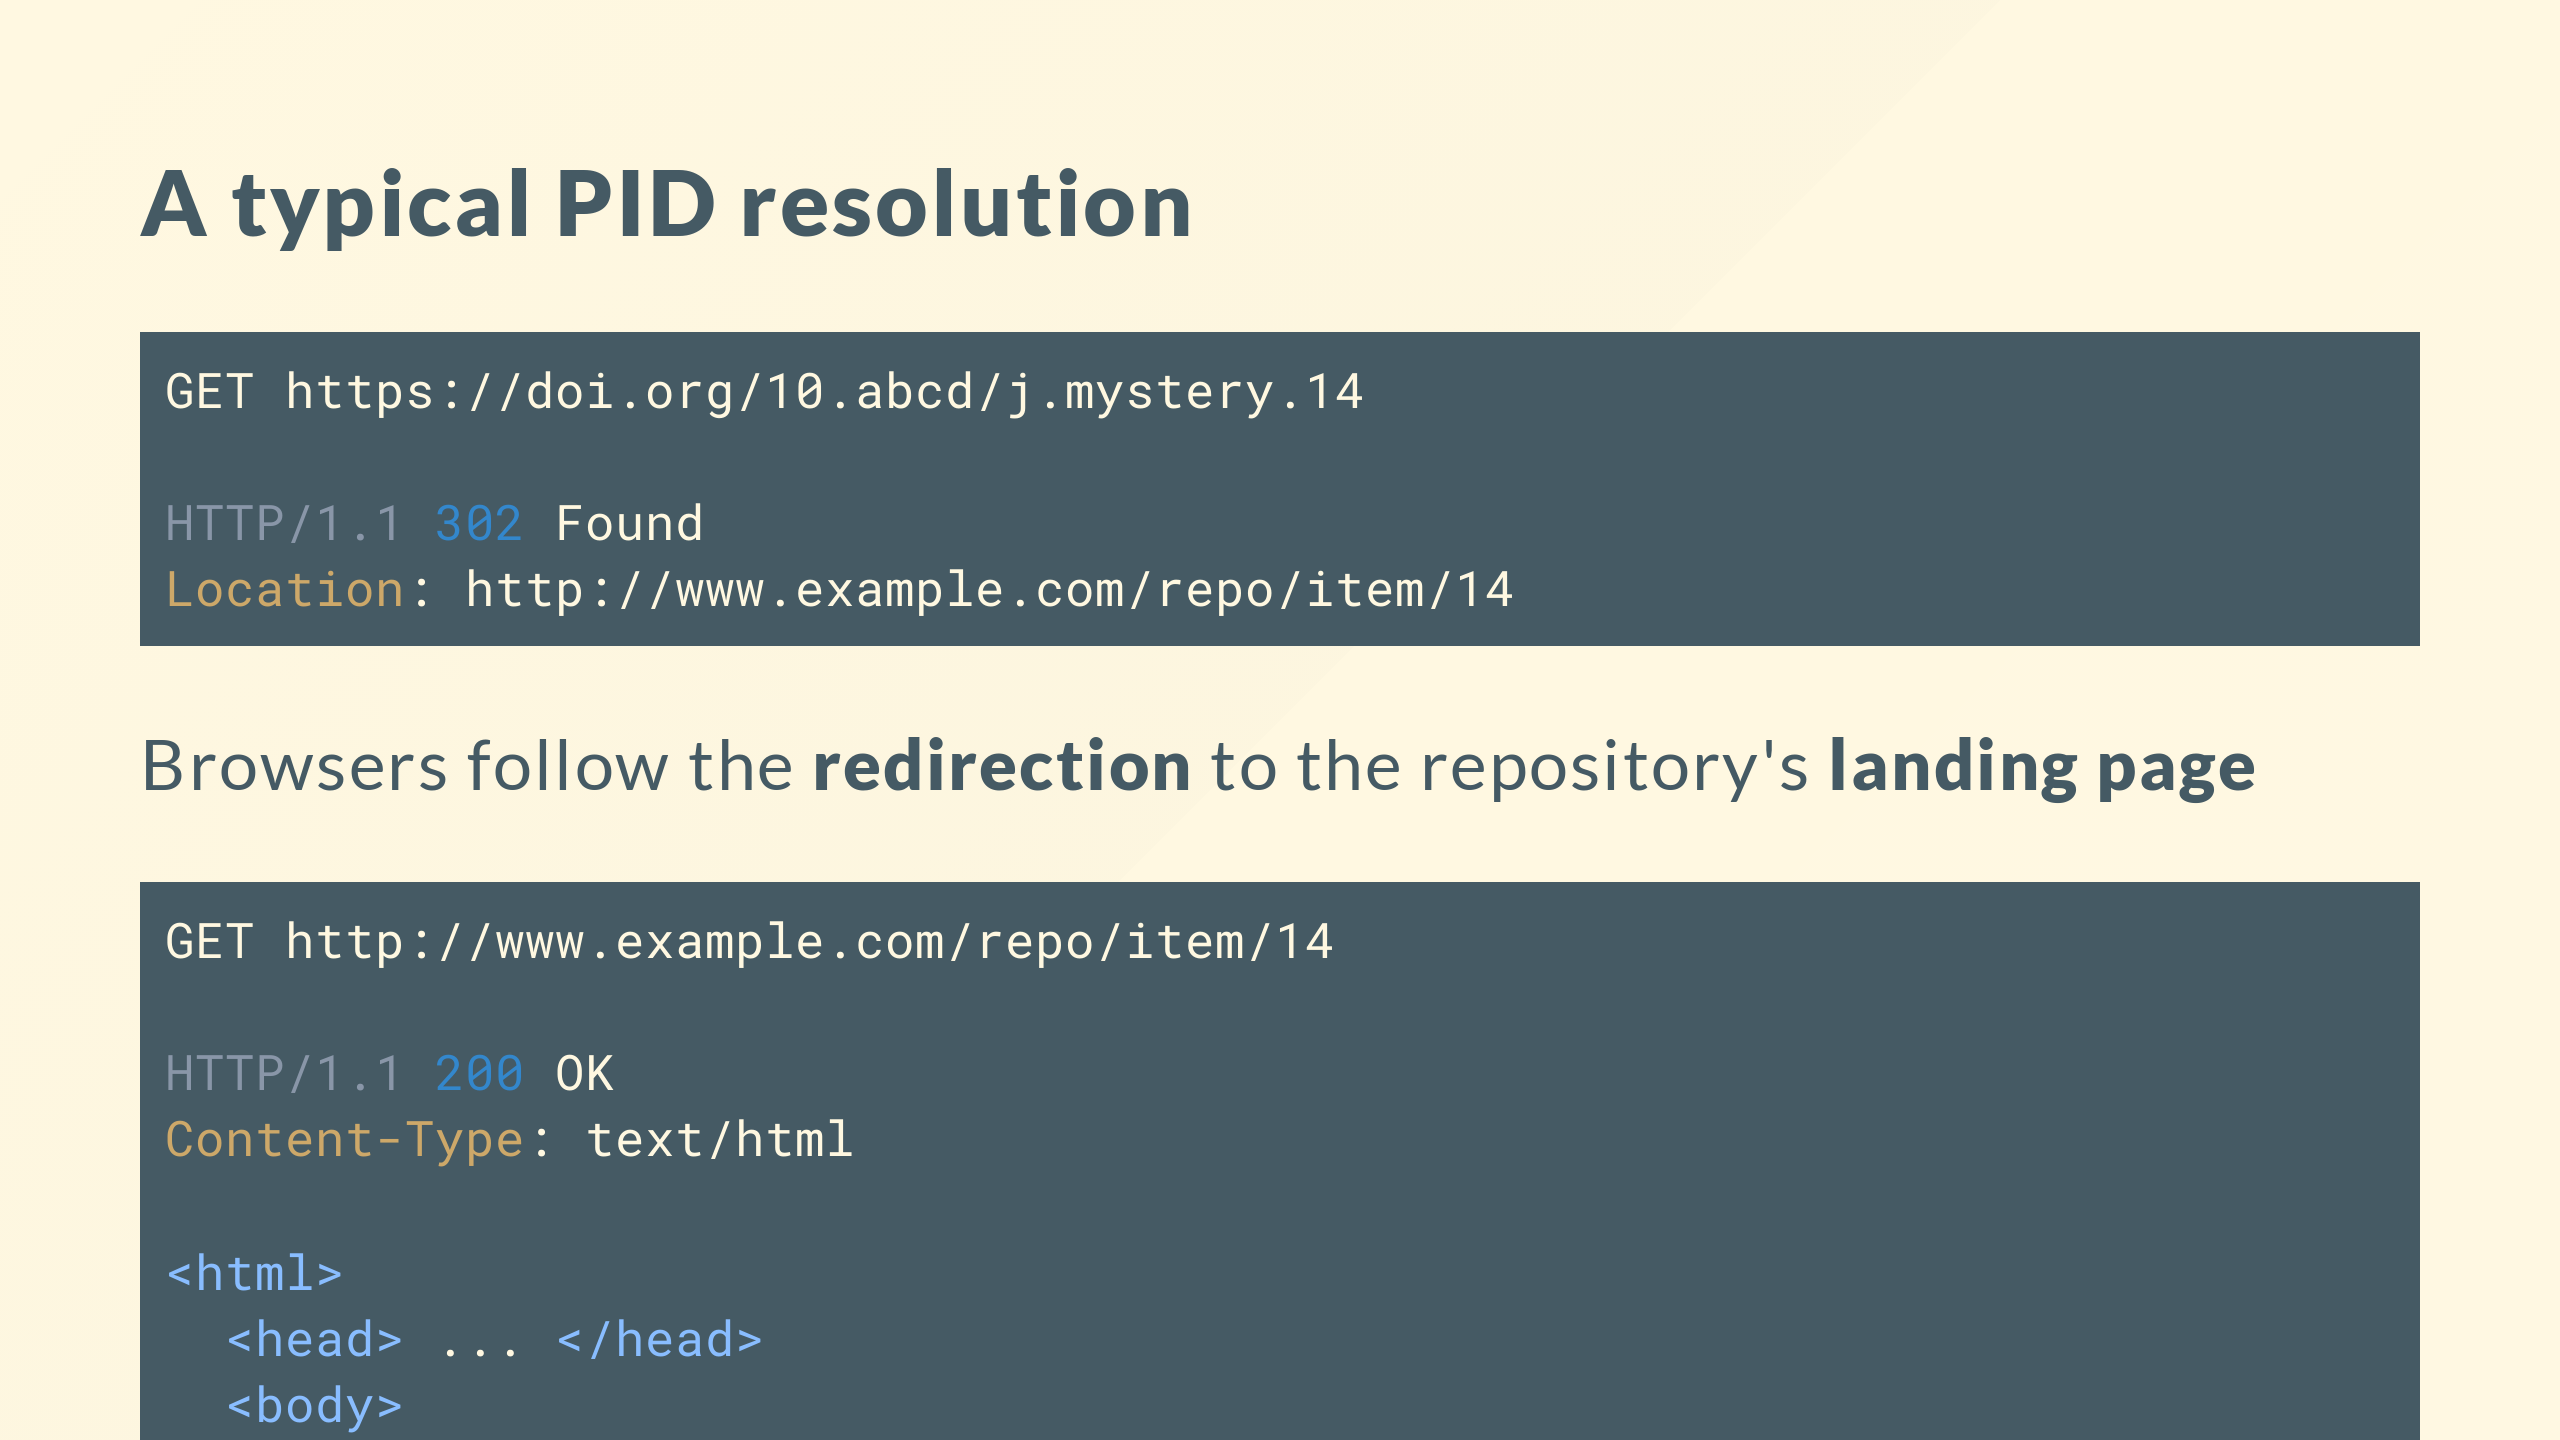 A typical PID resolution
GET https://doi.org/10.abcd/j.mystery.14
HTTP/1.1 302 Found
Location: http://www.example.com/repo/item/14
Browsers follow the redirection to the repository's landing page
GET http://www.example.com/repo/item/14
HTTP/1.1 200 OK
Content-Type: text/html
<html>
  <head> ... </head>
  <body>